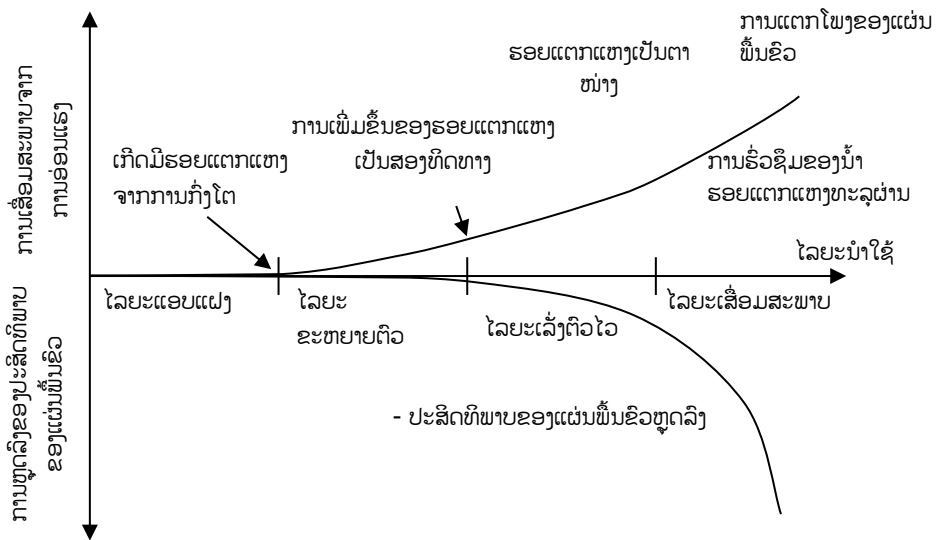 ການແຕກໂພງຂອງແຜ່ນ
ພື້ນຂົວ
ຮອຍແຕກແຫງເປັນຕາ
ໜ່າງ
ການເພີ່ມຂຶ້ນຂອງຮອຍແຕກແຫງ
ເປັນສອງທິດທາງ
ເກີດມີຮອຍແຕກແຫງ
ຈາກການກົ່ງໂຕ
ການຮົ່ວຊຶມຂອງນ້ຳ
ຮອຍແຕກແຫງທະລຸຜ່ານ
ການເສື່ອມສະພາບຈາກ
ການອ່ອນແຮງ
ໄລຍະນຳໃຊ້
ໄລຍະແອບແຝງ
ໄລຍະ
ຂະຫຍາຍຕົວ
ໄລຍະເລັ່ງຕົວໄວ
ໄລຍະເສື່ອມສະພາບ
ການຫຼຸດລົງຂອງປະສິດທິພາບ
ຂອງແຜ່ນພື້ນຂົວ
- ປະສິດທິພາບຂອງແຜ່ນພື້ນຂົວຫຼຸດລົງ